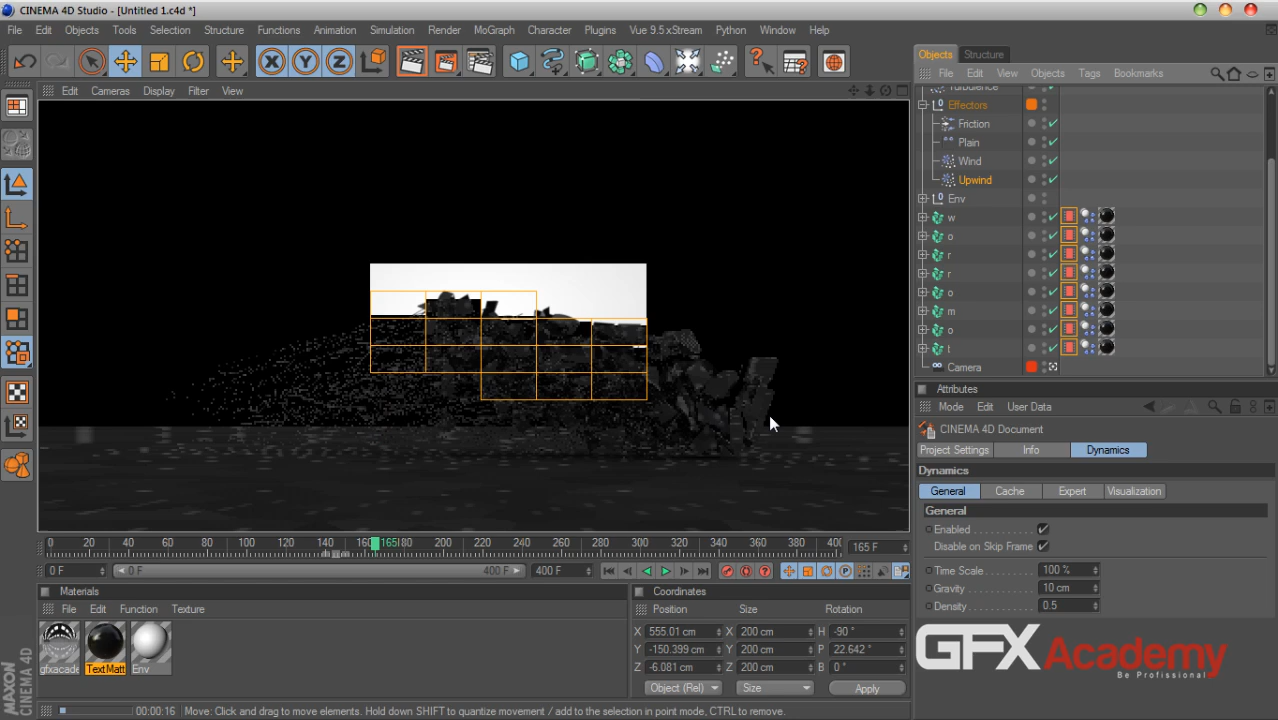 CINEMA 4D Studio - [Untitled 1.c4d *]
File Edit Objects Tools Selection Structure Functions Animation Simulation Render MoGraph Character Plugins Vue 9.5 xStream Python Window Help
Objects Structure
File Edit View Objects Tags Bookmarks
Edit Cameras Display Filter View
Turbulence
Effectors
Friction
Plain
Wind
Upwind
Env
w
o
r
r
o
m
o
t
Camera
Attributes
Mode Edit User Data
CINEMA 4D Document
Project Settings Info Dynamics
Dynamics
General Cache Expert Visualization
General
Enabled
Disable on Skip Frame
Time Scale 100 %
Gravity 10 cm
Density 0.5
0 20 40 60 80 100 120 140 160 165 180 200 220 240 260 280 300 320 340 360 380 400 165 F
0 F 0 F 400 F 400 F
Materials
File Edit Function Texture
gfxacade TextMatt Env
Coordinates
Position Size Rotation
X 555.01 cm X 200 cm H -90 °
Y -150.399 cm Y 200 cm P 22.642 °
Z -6.081 cm Z 200 cm B 0 °
Object (Rel) Size Apply
GFX Academy
Be Profissional
MAXON
CINEMA 4D
00:00:16 Move: Click and drag to move elements. Hold down SHIFT to quantize movement / add to the selection in point mode, CTRL to remove.